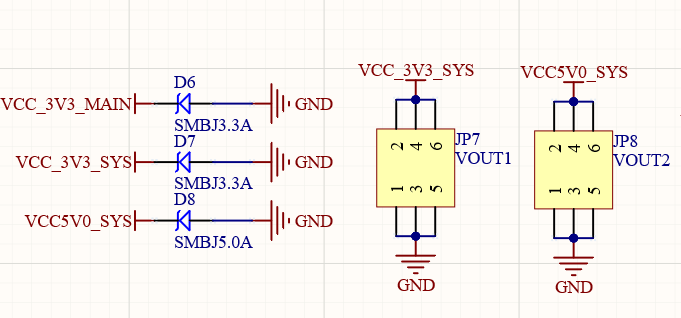 D6
VCC_3V3_MAIN
GND
SMBJ3.3A
D7
VCC_3V3_SYS
GND
SMBJ3.3A
D8
VCC5V0_SYS
GND
SMBJ5.0A
VCC_3V3_SYS
2 4 6
1 3 5
JP7
VOUT1
GND
VCC5V0_SYS
2 4 6
1 3 5
JP8
VOUT2
GND